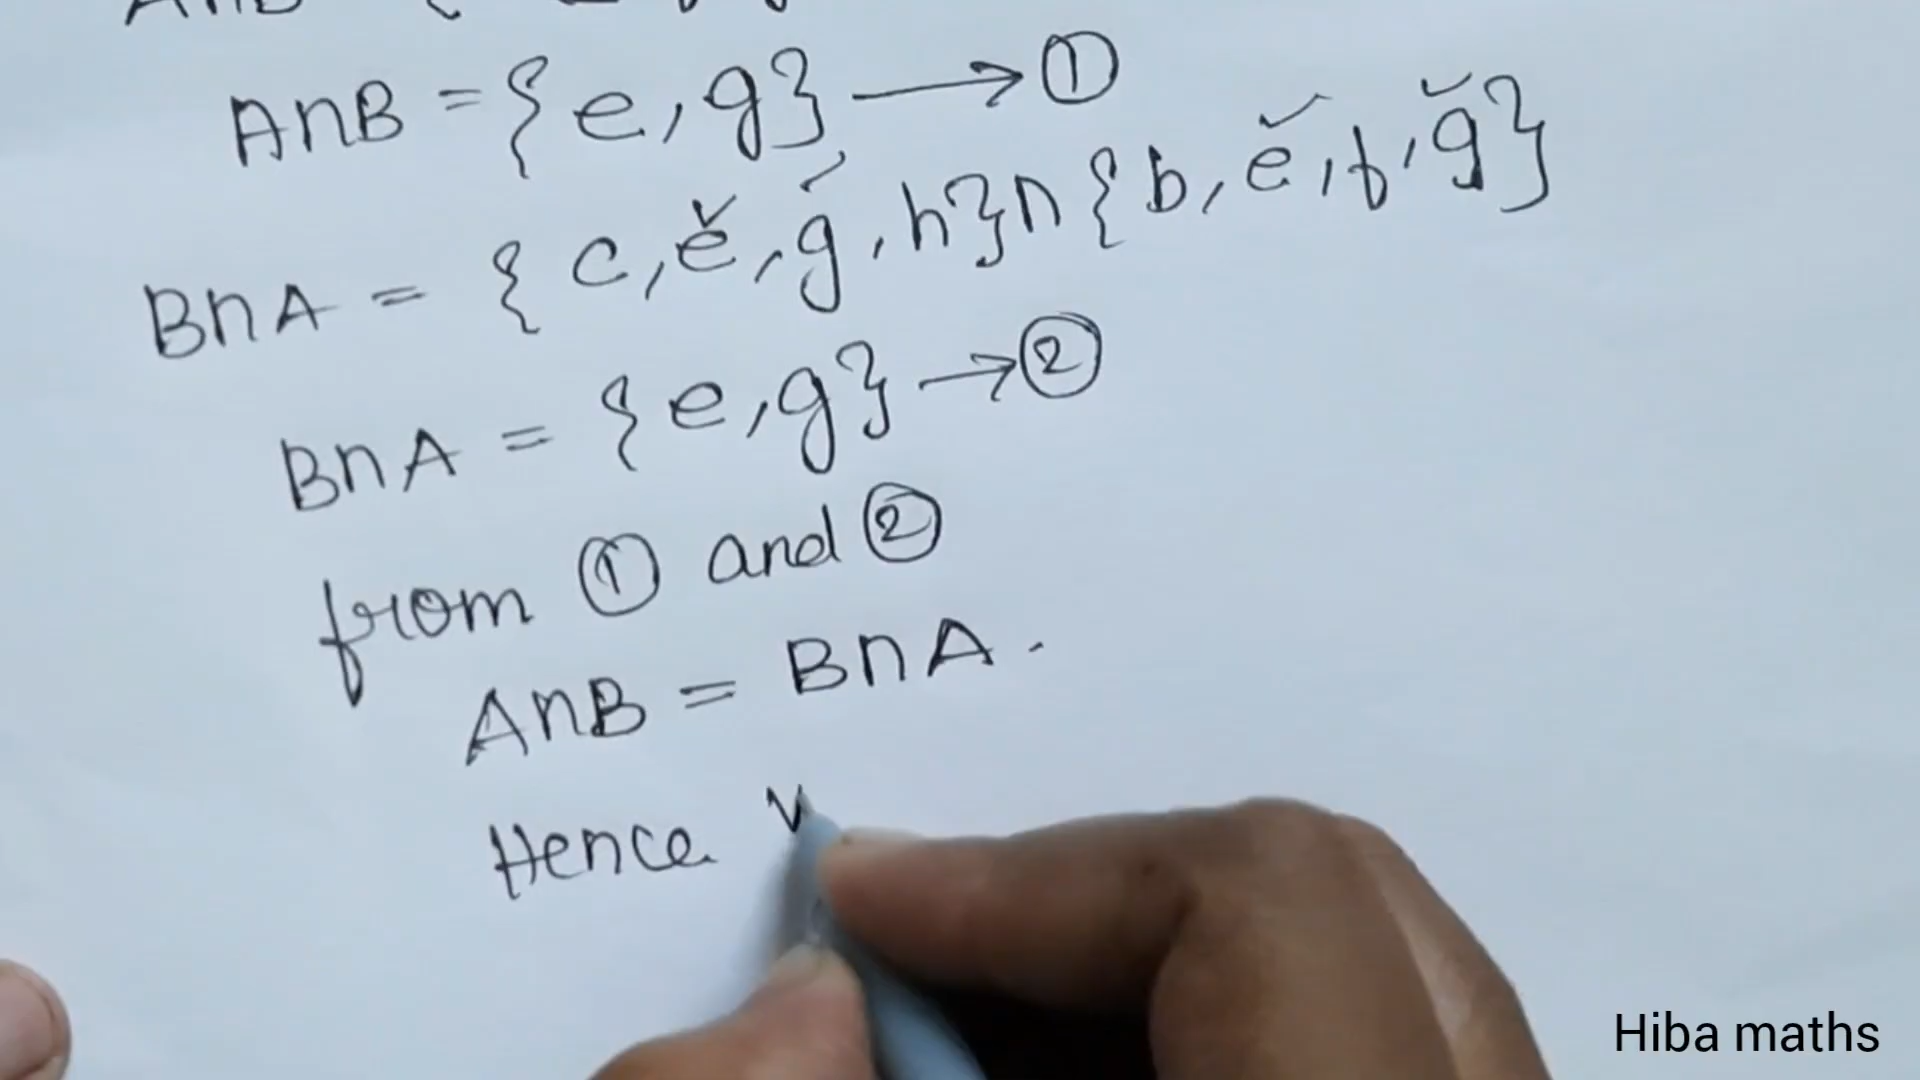 A∩B = {e, g} → ①
B∩A = { c, e, g, h} ∩ { b, e, f, g}
B∩A = {e, g} → ②
from ① and ②
A∩B = B∩A.
Hence
Hiba maths